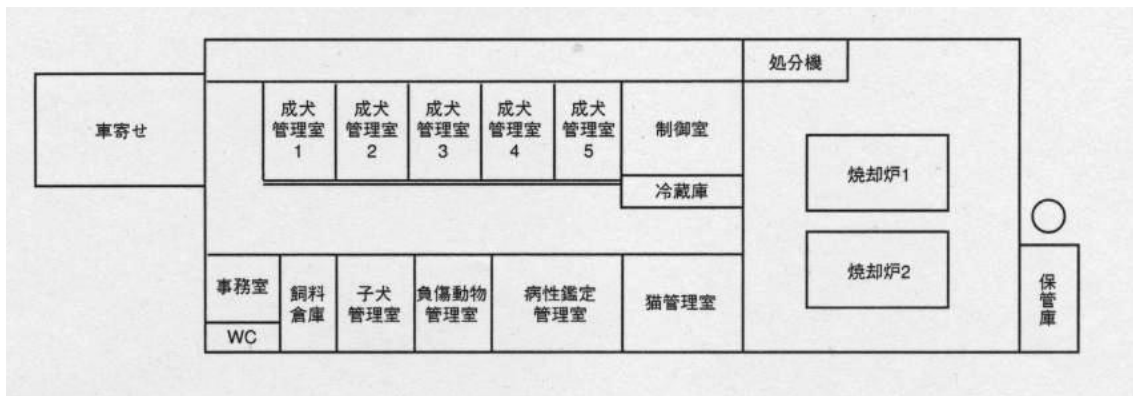 処分機
車寄せ
成犬
管理室
1
成犬
管理室
2
成犬
管理室
3
成犬
管理室
4
成犬
管理室
5
制御室
冷蔵庫
焼却炉1
焼却炉2
保管庫
事務室
WC
飼料
倉庫
子犬
管理室
負傷動物
管理室
病性鑑定
管理室
猫管理室